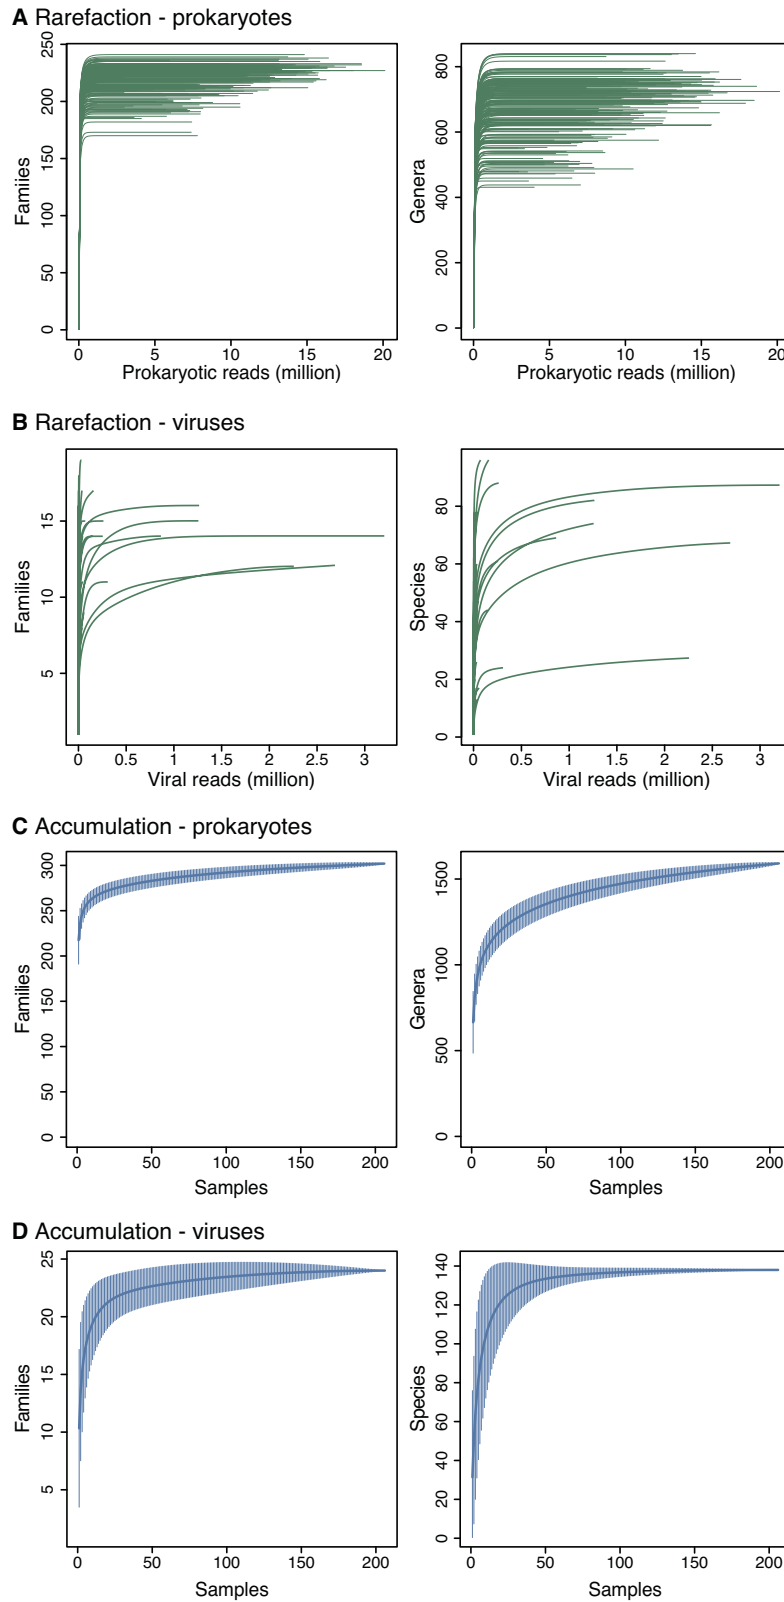 A Rarefaction - prokaryotes
250
200
150
100
50
0
Famiies
0 5 10 15 20
Prokaryotic reads (million)
800
600
400
200
0
Genera
0 5 10 15 20
Prokaryotic reads (million)
B Rarefaction - viruses
15
10
5
Families
0 0.5 1 1.5 2 2.5 3
Viral reads (million)
80
60
40
20
0
Species
0 0.5 1 1.5 2 2.5 3
Viral reads (million)
C Accumulation - prokaryotes
300
250
200
150
100
50
0
Families
0 50 100 150 200
Samples
1500
1000
500
0
Genera
0 50 100 150 200
Samples
D Accumulation - viruses
25
20
15
10
5
Families
0 50 100 150 200
Samples
140
120
100
80
60
40
20
0
Species
0 50 100 150 200
Samples